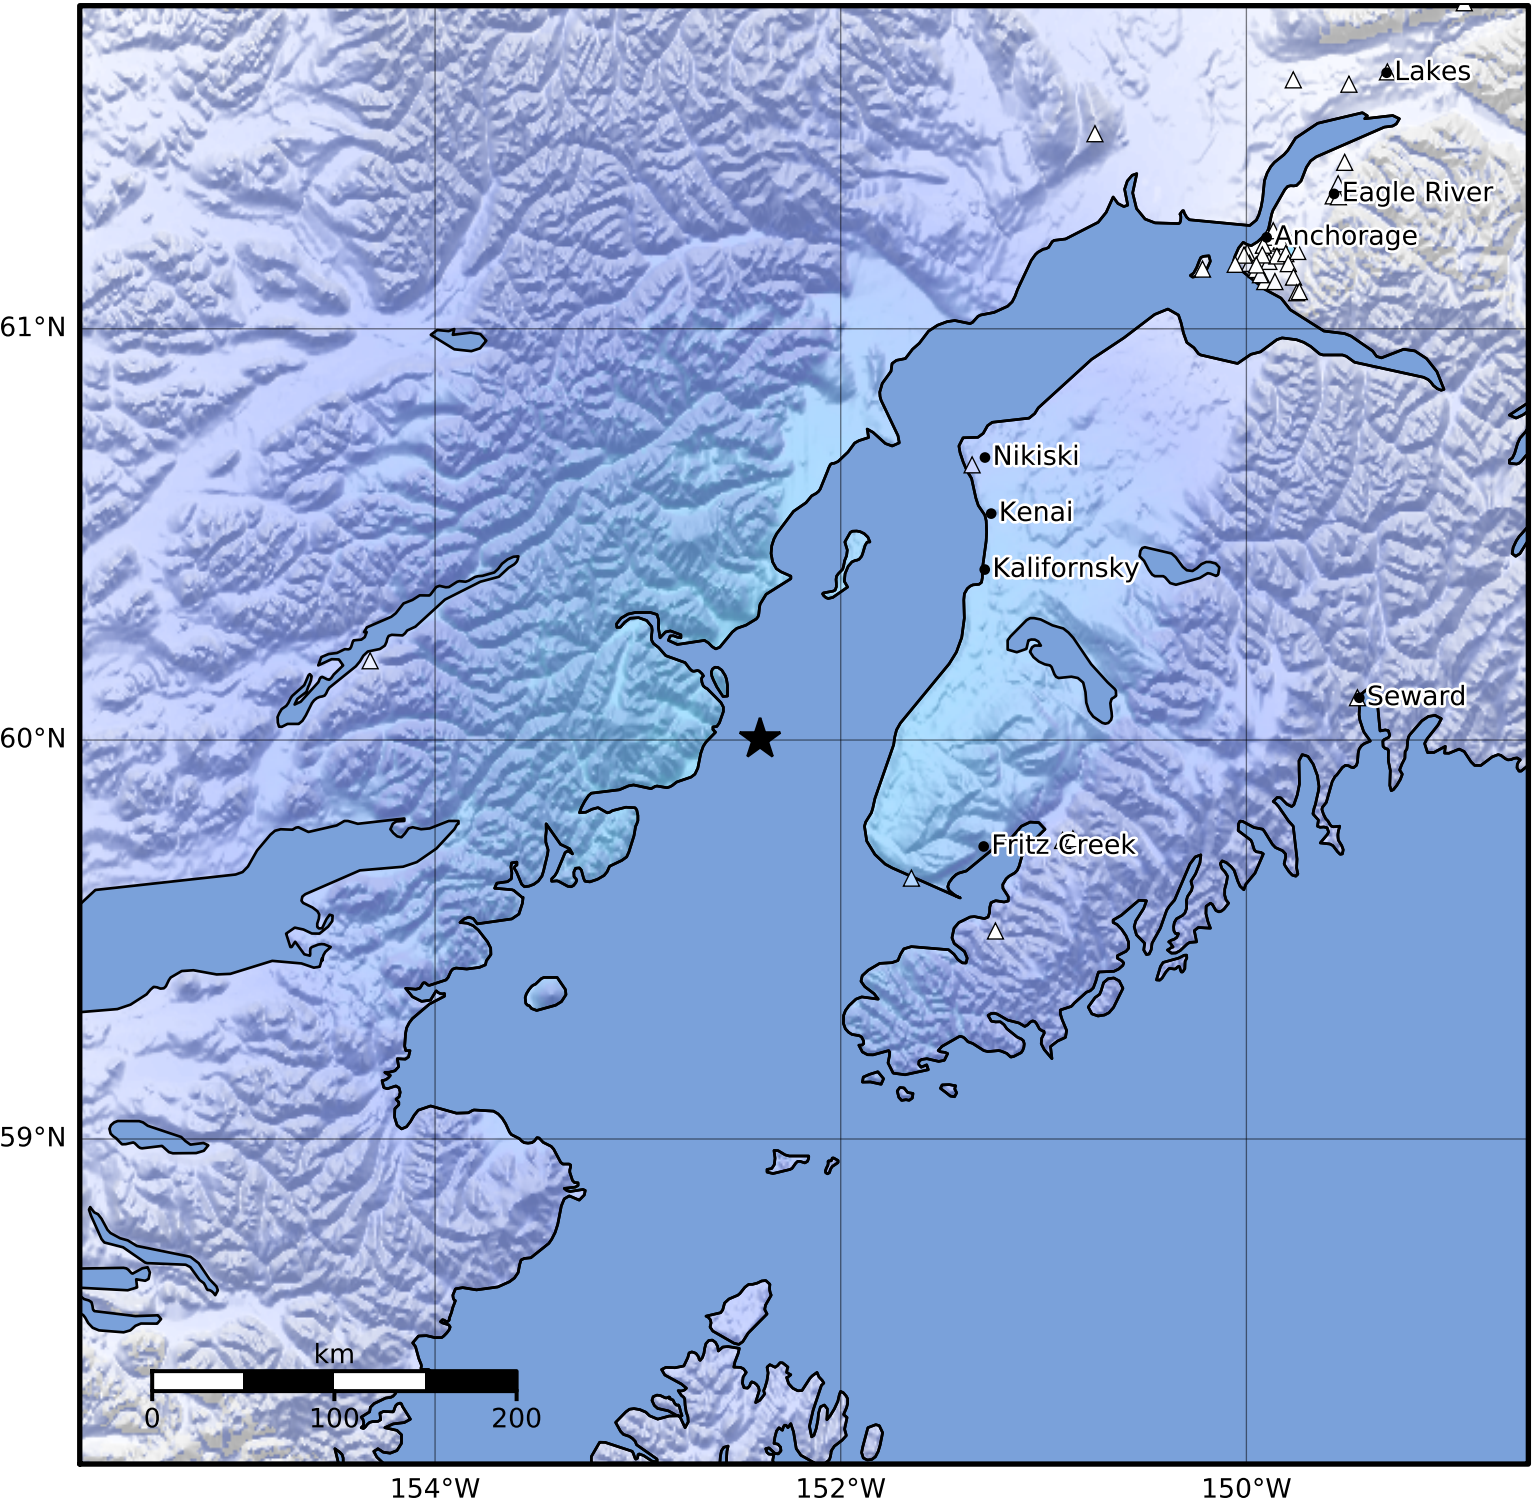 Lakes
Eagle River
Anchorage
61°N
Nikiski
Kenai
Kalifornsky
Seward
60°N
Fritz Creek
59°N
km
0 100 200
154°W 152°W 150°W